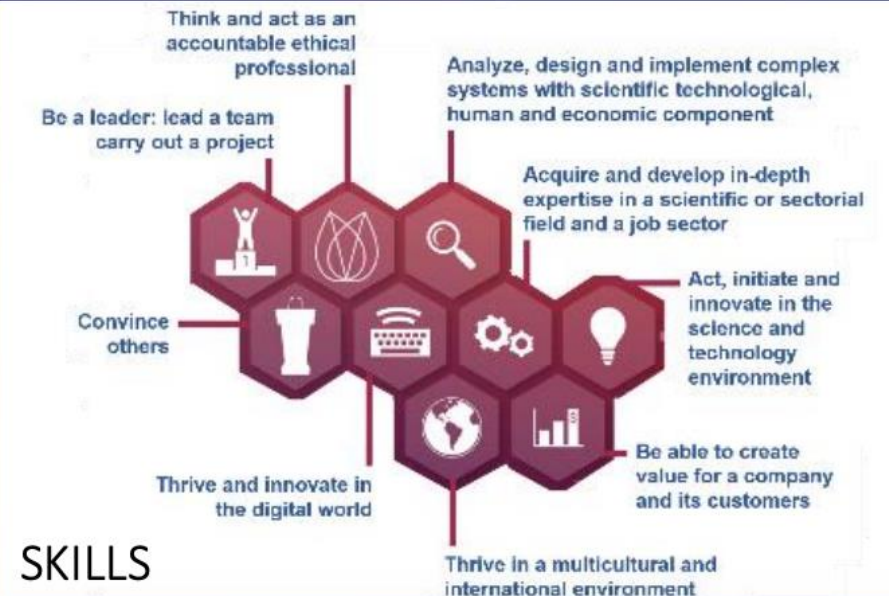 Think and act as an
accountable ethical
professional
Analyze, design and implement complex
systems with scientific technological,
human and economic component
Be a leader: lead a team
carry out a project
Acquire and develop in-depth
expertise in a scientific or sectorial
field and a job sector
1
Act, initiate and
innovate in the
science and
technology
environment
Convince
others
$
Be able to create
value for a company
and its customers
Thrive and innovate in
the digital world
SKILLS
Thrive in a multicultural and
international environment